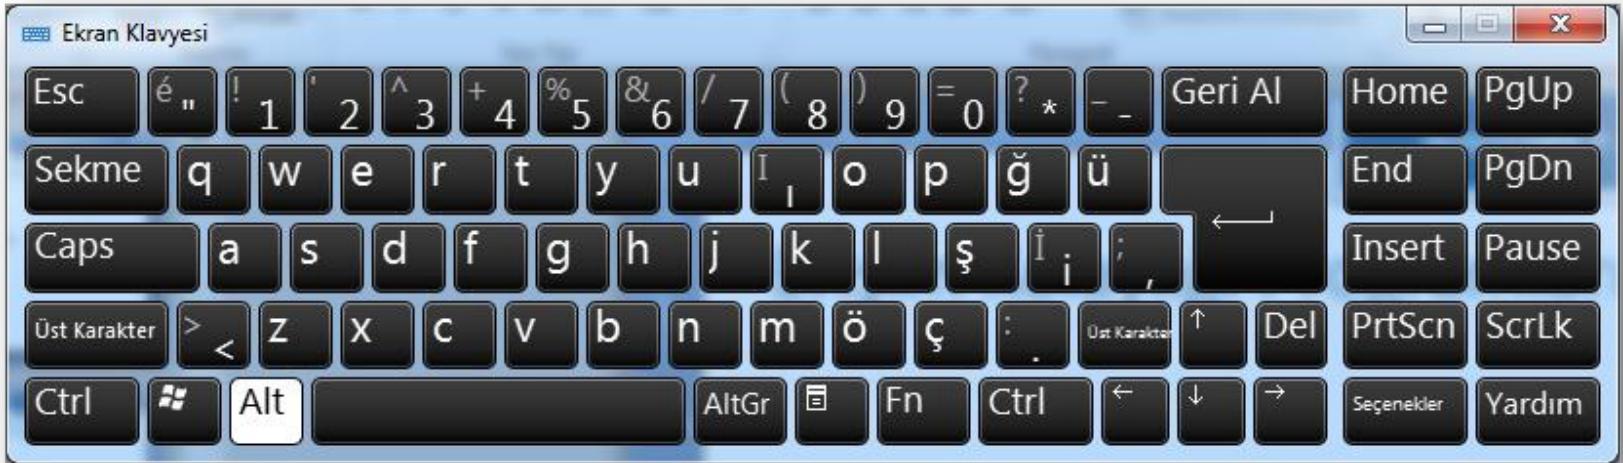 Ekran Klavyesi
Esc é " ! 1 ' 2 ^ 3 + 4 % 5 & 6 / 7 ( 8 ) 9 = 0 ? * _ - Geri Al Home PgUp
Sekme q w e r t y u I ı o p ğ ü End PgDn
Caps a s d f g h j k l ş İ i ; , Insert Pause
Üst Karakter > < z x c v b n m ö ç : . Üst Karakter ↑ Del PrtScn ScrLk
Ctrl Alt AltGr Fn Ctrl ← ↓ → Seçenekler Yardım